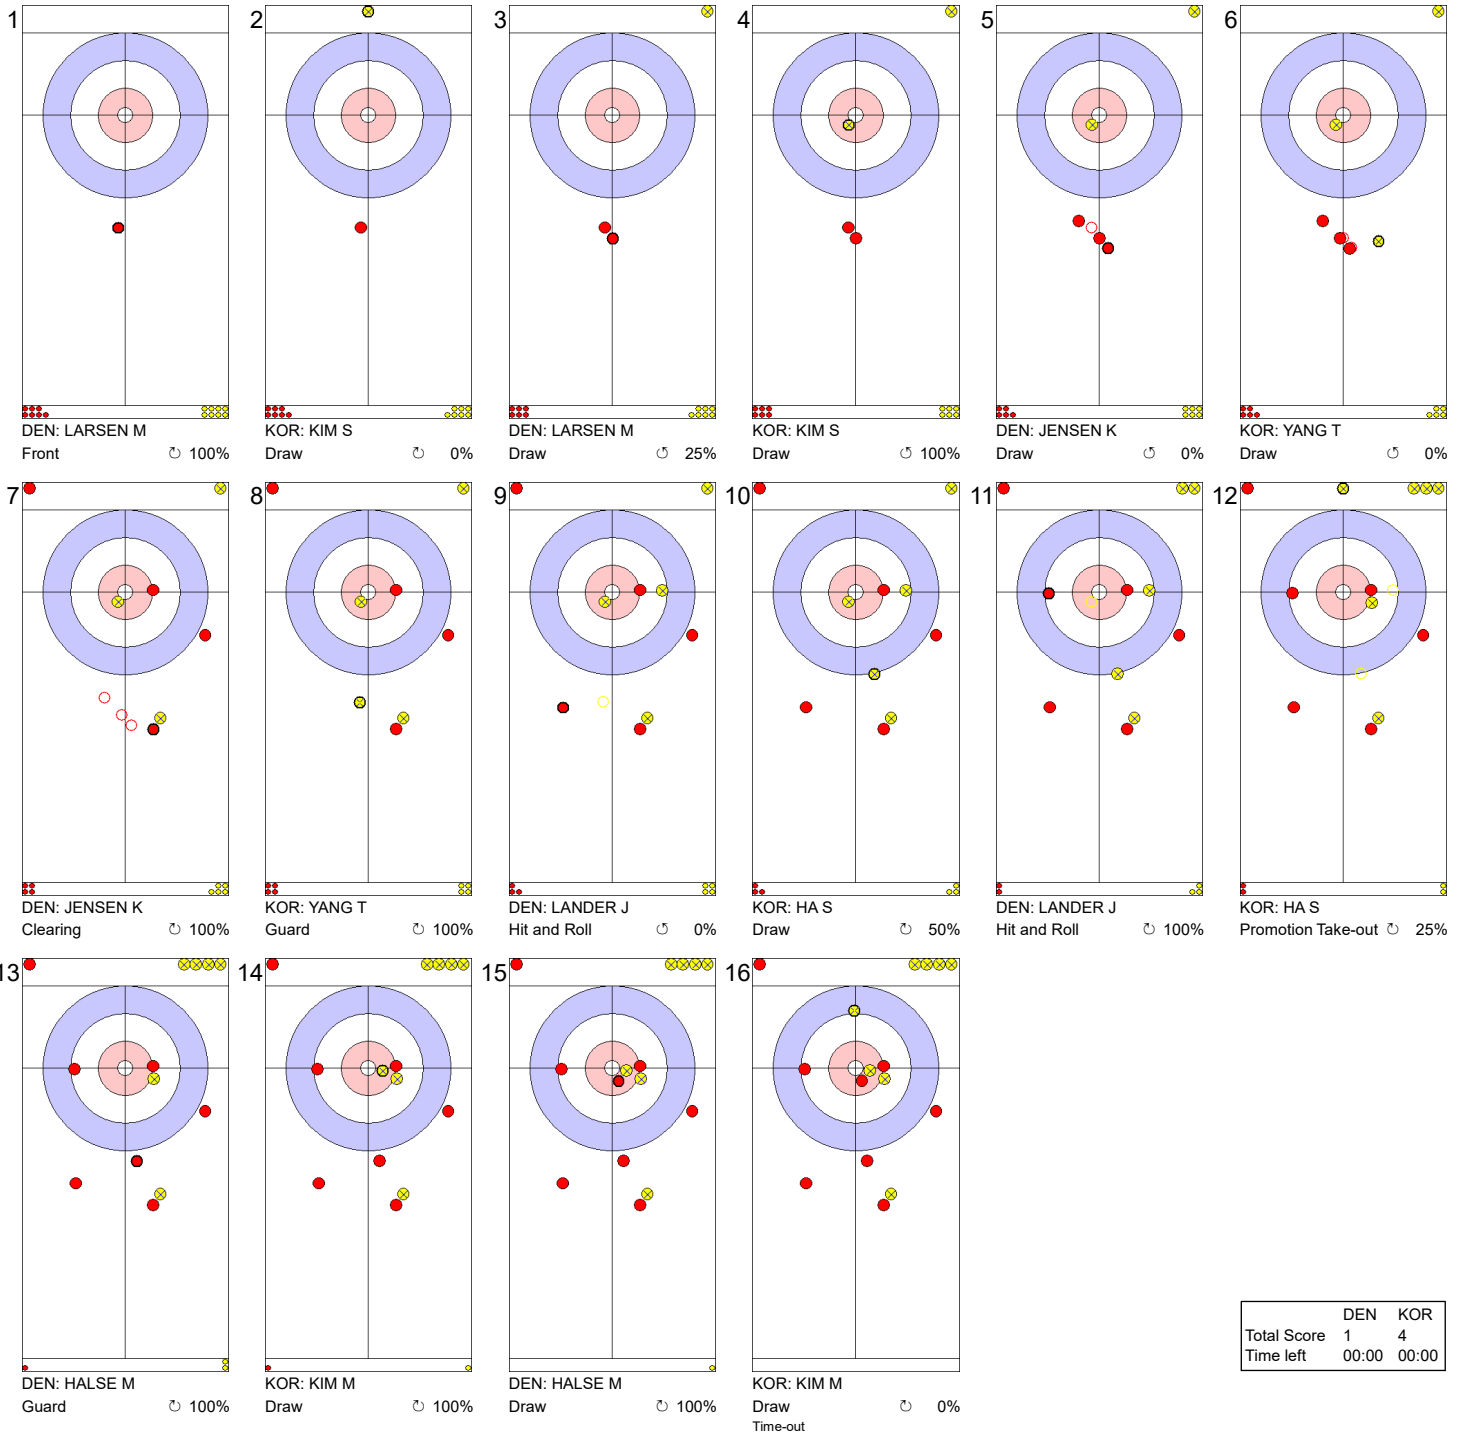 1 2 3 4 5 6
DEN: LARSEN M KOR: KIM S DEN: LARSEN M KOR: KIM S DEN: JENSEN K KOR: YANG T
Front ↻ 100% Draw ↻ 0% Draw ↺ 25% Draw ↺ 100% Draw ↺ 0% Draw ↺ 0%
7 8 9 10 11 12
DEN: JENSEN K KOR: YANG T DEN: LANDER J KOR: HA S DEN: LANDER J KOR: HA S
Clearing ↻ 100% Guard ↻ 100% Hit and Roll ↺ 0% Draw ↻ 50% Hit and Roll ↻ 100% Promotion Take-out ↻ 25%
13 14 15 16
DEN KOR
Total Score 1 4
Time left 00:00 00:00
DEN: HALSE M KOR: KIM M DEN: HALSE M KOR: KIM M
Guard ↻ 100% Draw ↻ 100% Draw ↻ 100% Draw ↻ 0%
Time-out